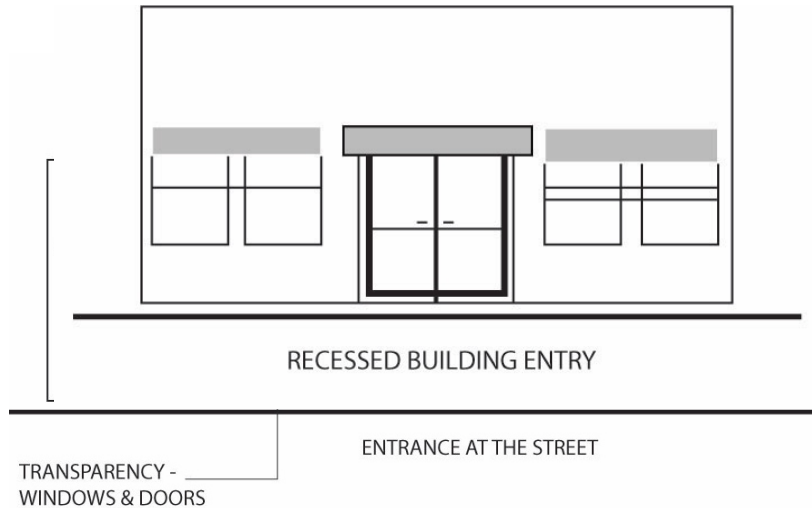 RECESSED BUILDING ENTRY
ENTRANCE AT THE STREET
TRANSPARENCY -
WINDOWS & DOORS